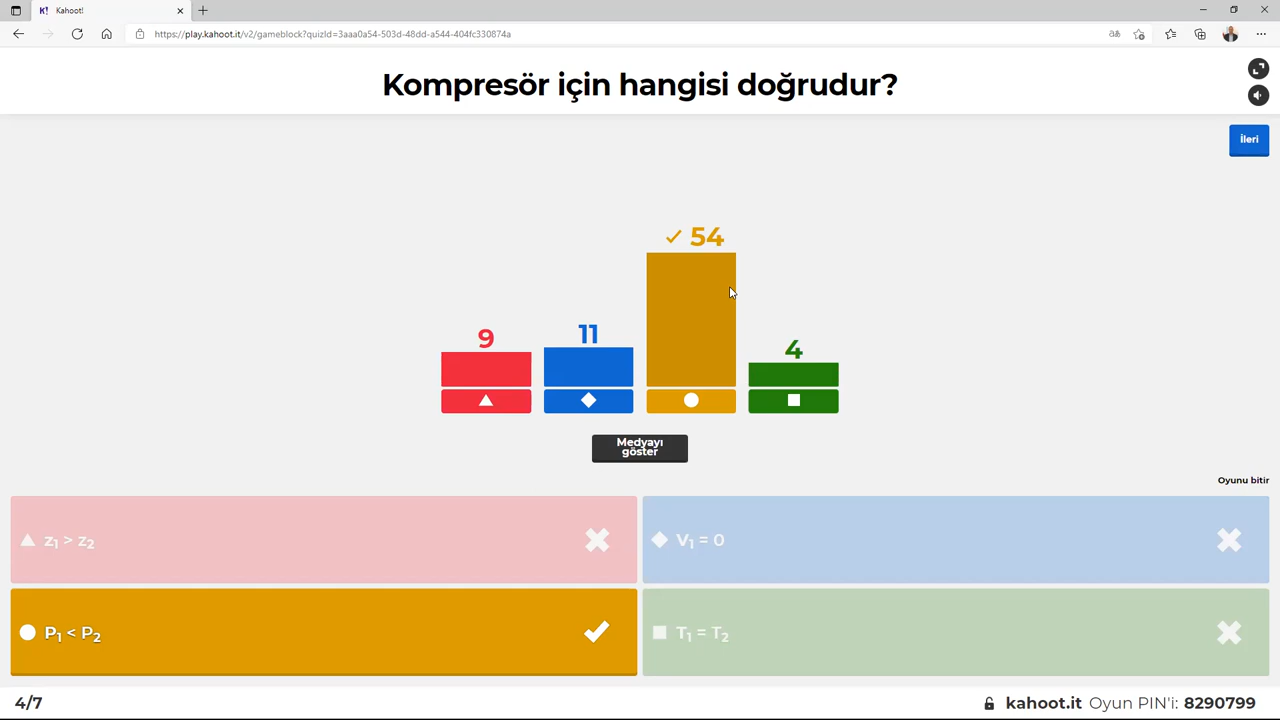 Kahoot!
https://play.kahoot.it/v2/gameblock?quizId=3aaa0a54-503d-48dd-a544-404fc330874a
Kompresör için hangisi doğrudur?
İleri
9
11
54
4
Medyayı
göster
Oyunu bitir
z₁ > z₂
V₁ = 0
P₁ < P₂
T₁ = T₂
4/7
kahoot.it Oyun PIN'i: 8290799